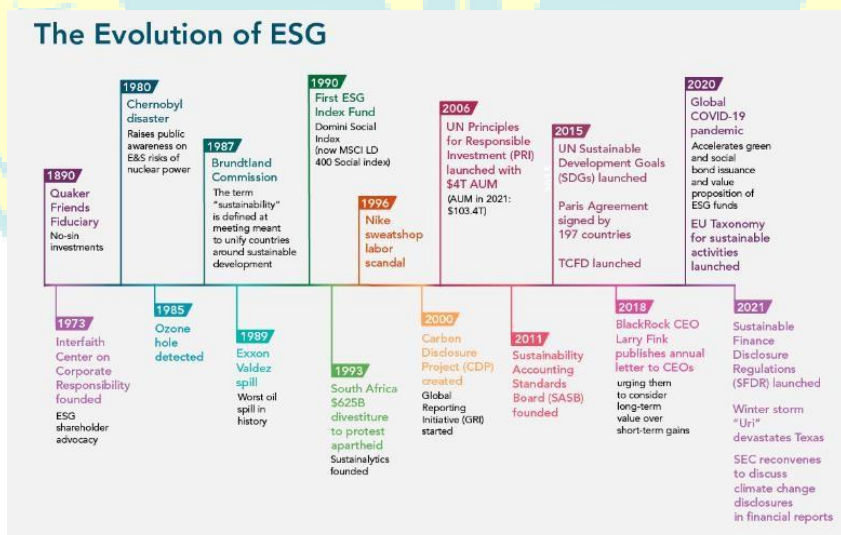 The Evolution of ESG
1890
Quaker
Friends
Fiduciary
No-sin
investments
1973
Interfaith
Center on
Corporate
Responsibility
founded
ESG
shareholder
advocacy
1980
Chernobyl
disaster
Raises public
awareness on
E&S risks of
nuclear power
1985
Ozone
hole
detected
1987
Brundtland
Commission
The term
"sustainability"
is defined at
meeting meant
to unify countries
around sustainable
development
1989
Exxon
Valdez
spill
Worst oil
spill in
history
1990
First ESG
Index Fund
Domini Social
Index
(now MSCI LD
400 Social index)
1993
South Africa
$625B
divestiture
to protest
apartheid
Sustainalytics
founded
1996
Nike
sweatshop
labor
scandal
2000
Carbon
Disclosure
Project (CDP)
created
Global
Reporting
Initiative (GRI)
started
2006
UN Principles
for Responsible
Investment (PRI)
launched with
$4T AUM
(AUM in 2021:
$103.4T)
2011
Sustainability
Accounting
Standards
Board (SASB)
founded
2015
UN Sustainable
Development Goals
(SDGs) launched
Paris Agreement
signed by
197 countries
TCFD launched
2018
BlackRock CEO
Larry Fink
publishes annual
letter to CEOs
urging them
to consider
long-term
value over
short-term gains
2020
Global
COVID-19
pandemic
Accelerates green
and social
bond issuance
and value
proposition of
ESG funds
EU Taxonomy
for sustainable
activities
launched
2021
Sustainable
Finance
Disclosure
Regulations
(SFDR) launched
Winter storm
"Uri"
devastates Texas
SEC reconvenes
to discuss
climate change
disclosures
in financial reports